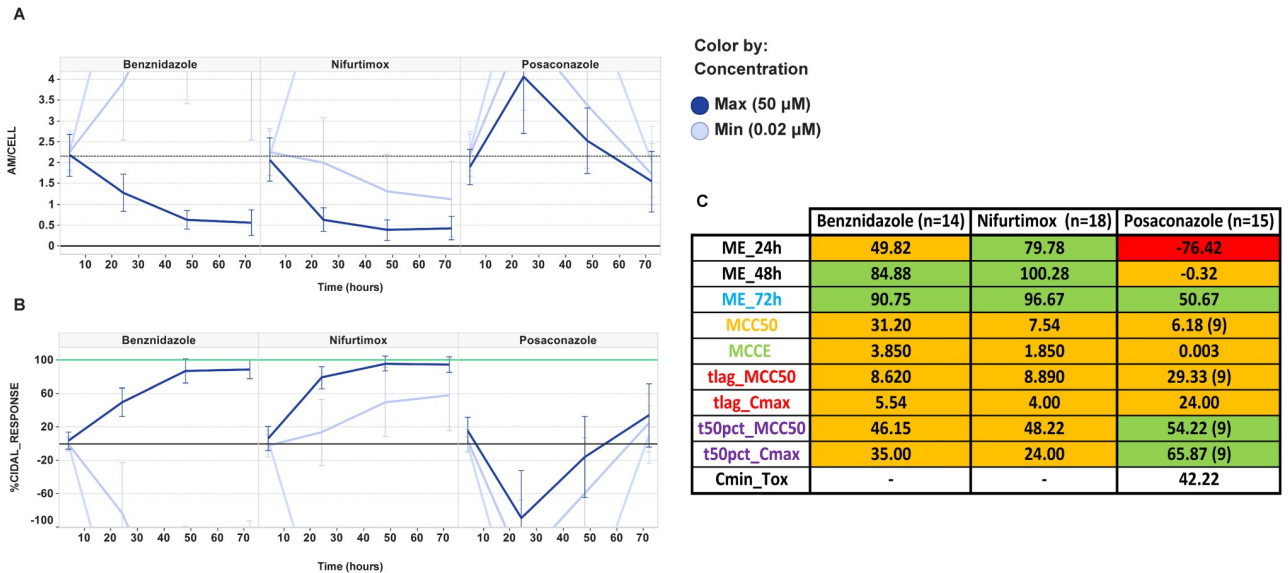 A
Benznidazole Nifurtimox Posaconazole
AM/CELL
4
3.5
3
2.5
2
1.5
1
0.5
0
10 20 30 40 50 60 70 10 20 30 40 50 60 70 10 20 30 40 50 60 70
Time (hours)
B
Benznidazole Nifurtimox Posaconazole
%CIDAL_RESPONSE
100
60
20
-20
-60
-100
10 20 30 40 50 60 70 10 20 30 40 50 60 70 10 20 30 40 50 60 70
Time (hours)
Color by:
Concentration
Max (50 µM)
Min (0.02 µM)
C
Benznidazole (n=14) Nifurtimox (n=18) Posaconazole (n=15)
ME_24h 49.82 79.78 -76.42
ME_48h 84.88 100.28 -0.32
ME_72h 90.75 96.67 50.67
MCC50 31.20 7.54 6.18 (9)
MCCE 3.850 1.850 0.003
tlag_MCC50 8.620 8.890 29.33 (9)
tlag_Cmax 5.54 4.00 24.00
t50pct_MCC50 46.15 48.22 54.22 (9)
t50pct_Cmax 35.00 24.00 65.87 (9)
Cmin_Tox - - 42.22